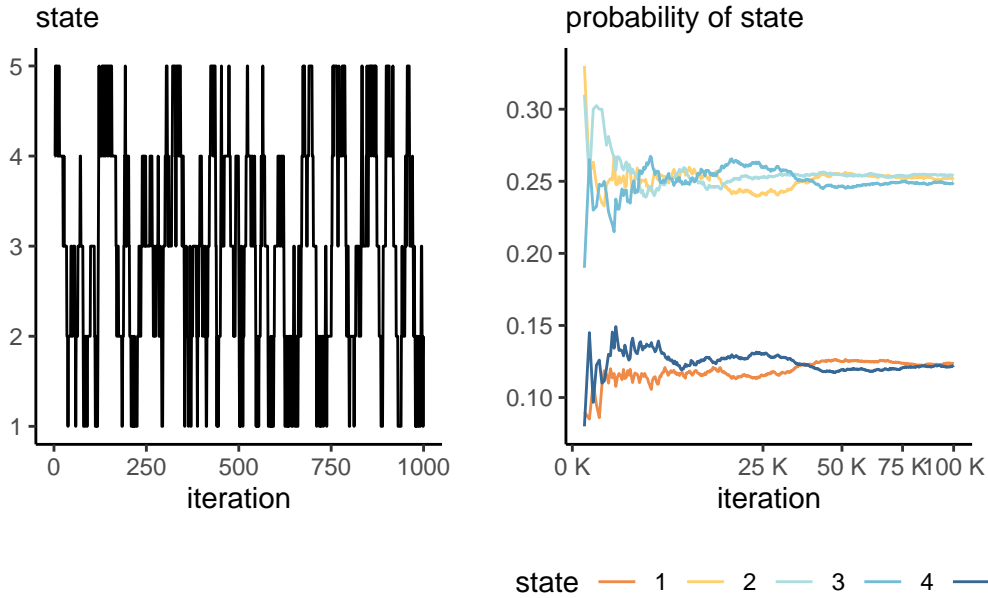 state
5
4
3
2
1
0 250 500 750 1000
iteration
probability of state
0.30
0.25
0.20
0.15
0.10
0 K 25 K 50 K 75 K 100 K
iteration
state 1 2 3 4